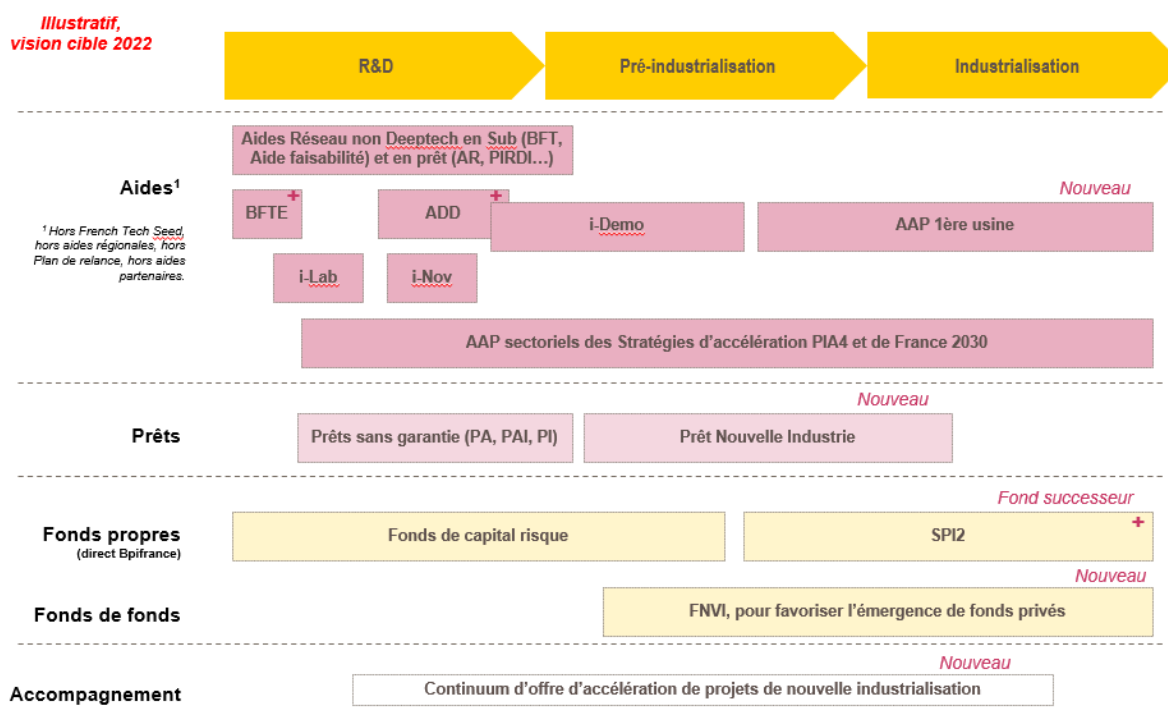 Illustratif,
vision cible 2022
R&D
Pré-industrialisation
Industrialisation
Aides Réseau non Deeptech en Sub (BFT,
Aide faisabilité) et en prêt (AR, PIRDI…)
Aides¹
Nouveau
BFTE
+
ADD
+
i-Demo
AAP 1ère usine
¹ Hors French Tech Seed,
hors aides régionales, hors
Plan de relance, hors aides
partenaires.
i-Lab
i-Nov
AAP sectoriels des Stratégies d’accélération PIA4 et de France 2030
Nouveau
Prêts
Prêts sans garantie (PA, PAI, PI)
Prêt Nouvelle Industrie
Fond successeur
Fonds propres
(direct Bpifrance)
Fonds de capital risque
SPI2
+
Nouveau
Fonds de fonds
FNVI, pour favoriser l’émergence de fonds privés
Nouveau
Accompagnement
Continuum d’offre d’accélération de projets de nouvelle industrialisation